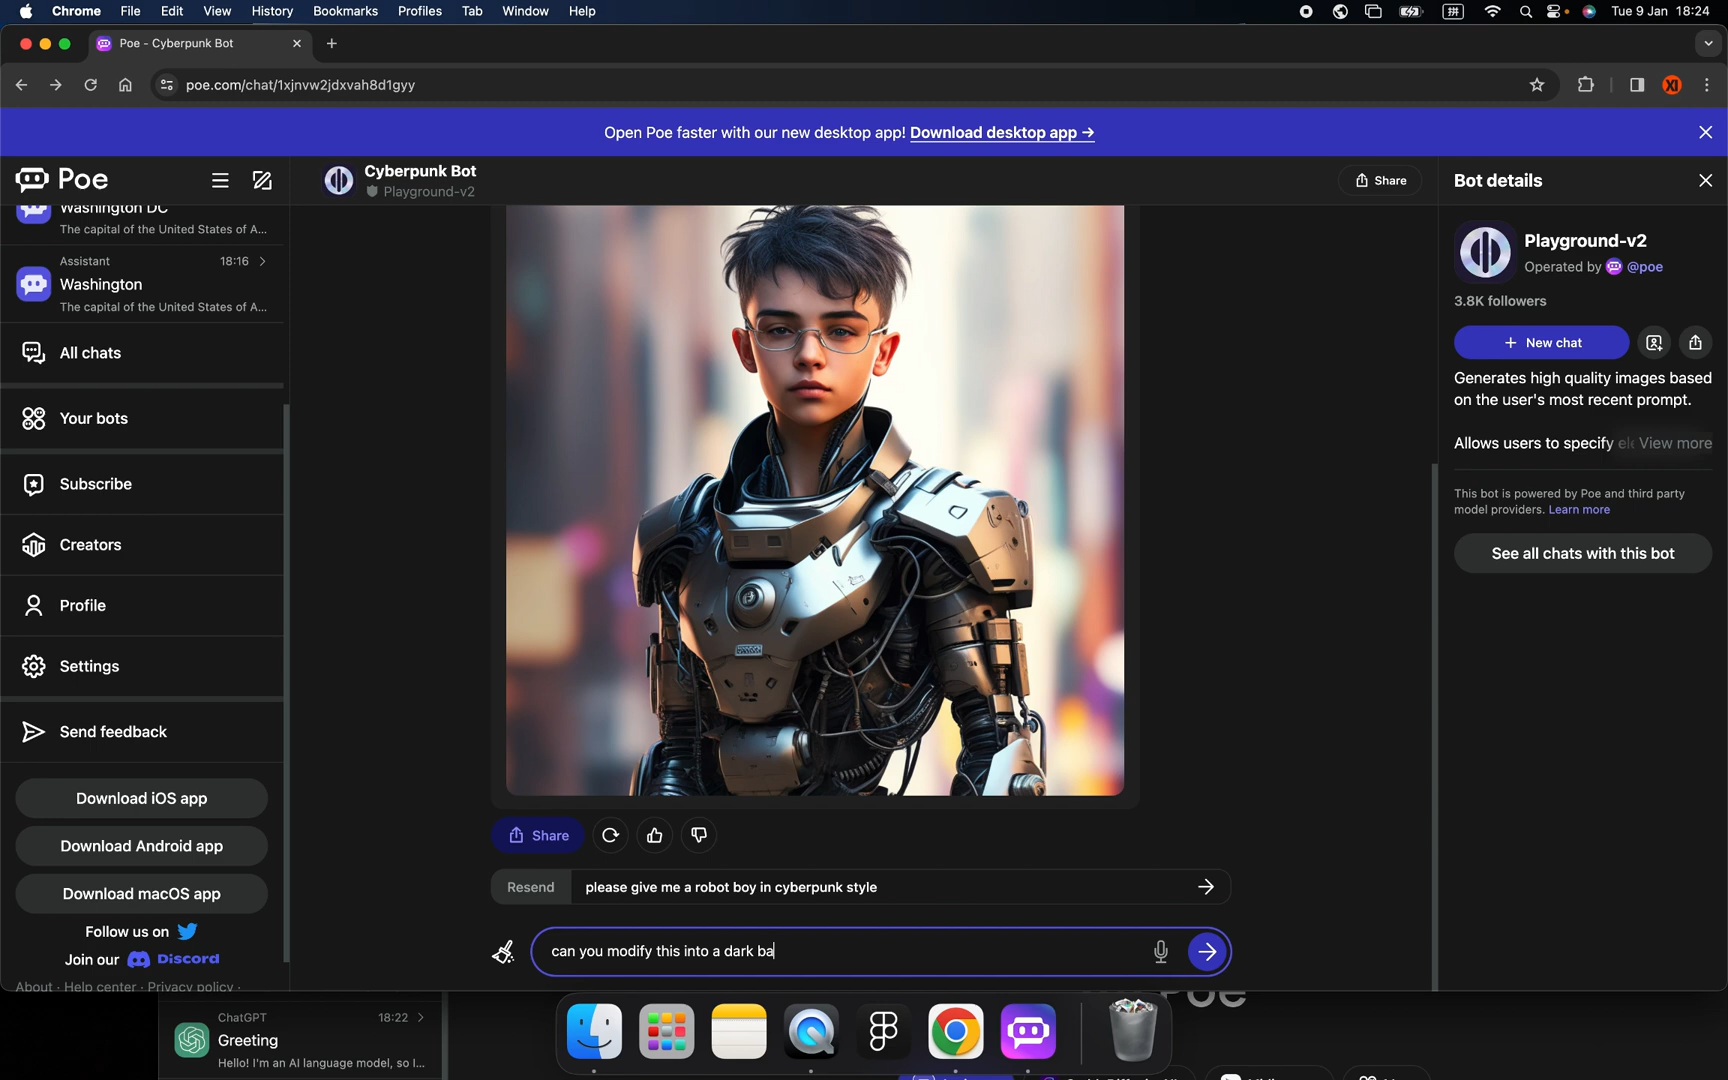 Chrome File Edit View History Bookmarks Profiles Tab Window Help
Tue 9 Jan 18:24
Poe - Cyberpunk Bot
poe.com/chat/1xjnvw2jdxvah8d1gyy
XI
Open Poe faster with our new desktop app! Download desktop app →
Poe
Cyberpunk Bot
Playground-v2
Share
Bot details
Washington DC
The capital of the United States of A...
Assistant 18:16
Washington
The capital of the United States of A...
All chats
Your bots
Subscribe
Creators
Profile
Settings
Send feedback
Download iOS app
Download Android app
Download macOS app
Follow us on
Join our Discord
About · Help center · Privacy policy ·
Share
Resend please give me a robot boy in cyberpunk style
can you modify this into a dark ba
Playground-v2
Operated by @poe
3.8K followers
+ New chat
Generates high quality images based
on the user's most recent prompt.
Allows users to specify ele View more
This bot is powered by Poe and third party
model providers. Learn more
See all chats with this bot
Poe
ChatGPT 18:22
Greeting
Hello! I'm an AI language model, so I...